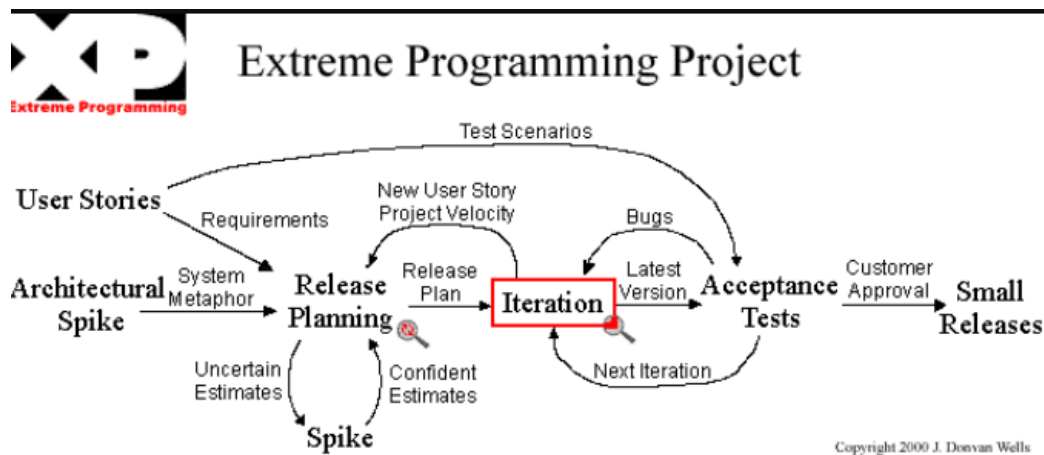 XP
Extreme Programming
Extreme Programming Project
Test Scenarios
User Stories
New User Story
Project Velocity
Bugs
Requirements
Architectural
Spike
System
Metaphor
Release
Planning
Release
Plan
Iteration
Latest
Version
Acceptance
Tests
Customer
Approval
Small
Releases
Uncertain
Estimates
Confident
Estimates
Next Iteration
Spike
Copyright 2000 J. Donvan Wells